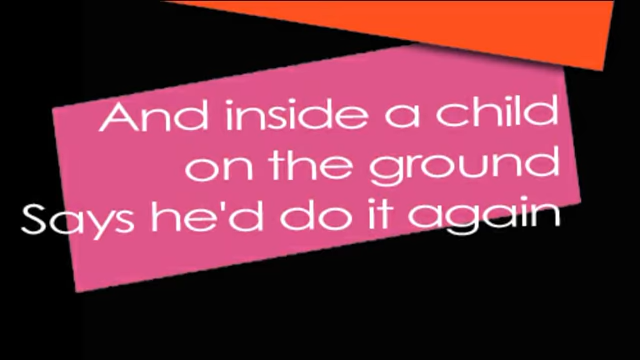 And inside a child
on the ground
Says he'd do it again